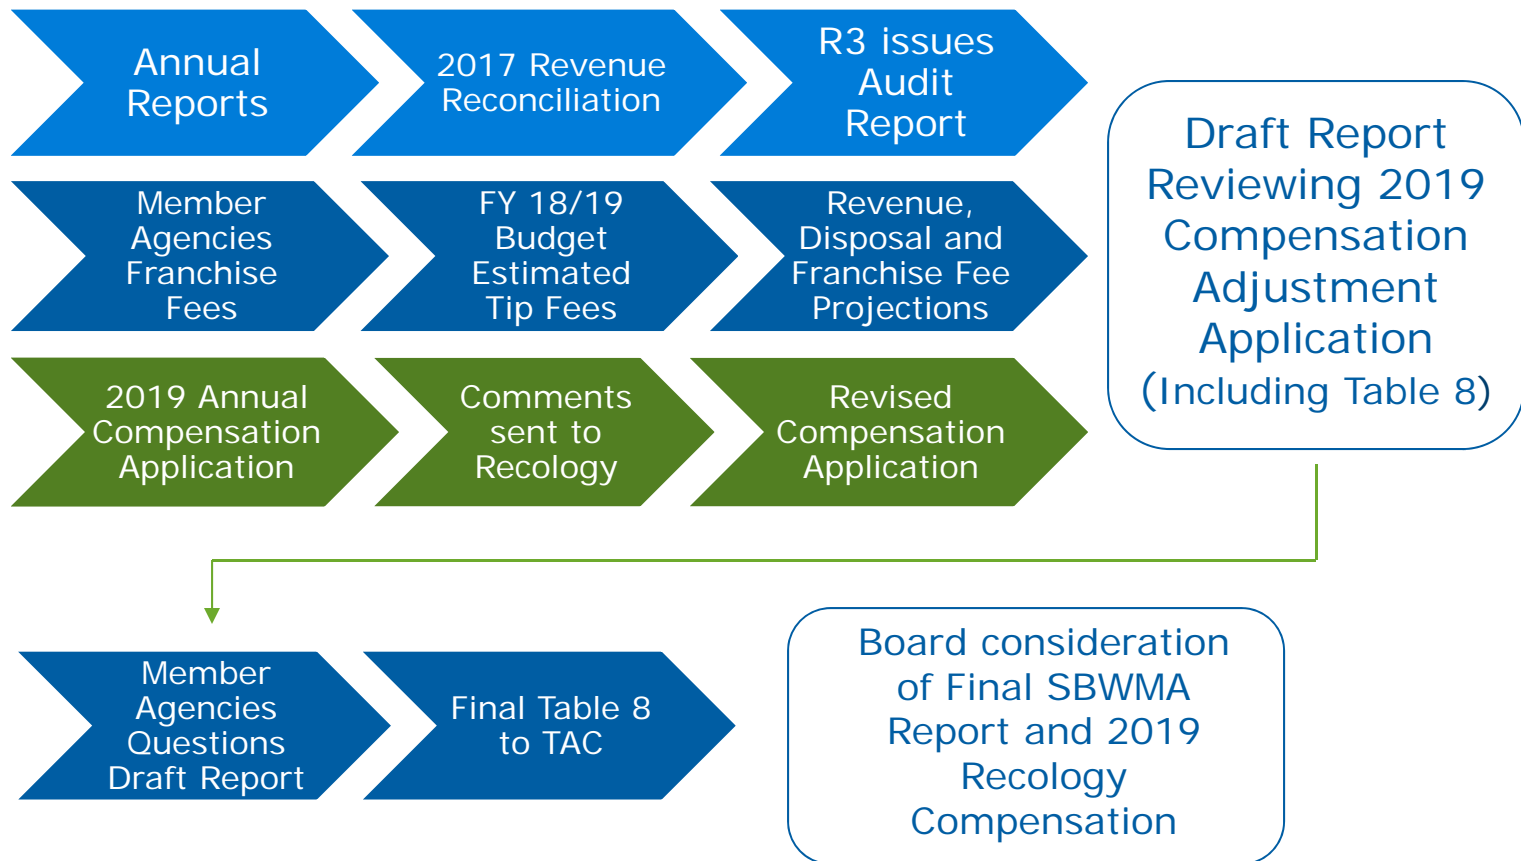 Annual
Reports
2017 Revenue
Reconciliation
R3 issues
Audit
Report
Member
Agencies
Franchise
Fees
FY 18/19
Budget
Estimated
Tip Fees
Revenue,
Disposal and
Franchise Fee
Projections
2019 Annual
Compensation
Application
Comments
sent to
Recology
Revised
Compensation
Application
Draft Report
Reviewing 2019
Compensation
Adjustment
Application
(Including Table 8)
Member
Agencies
Questions
Draft Report
Final Table 8
to TAC
Board consideration
of Final SBWMA
Report and 2019
Recology
Compensation